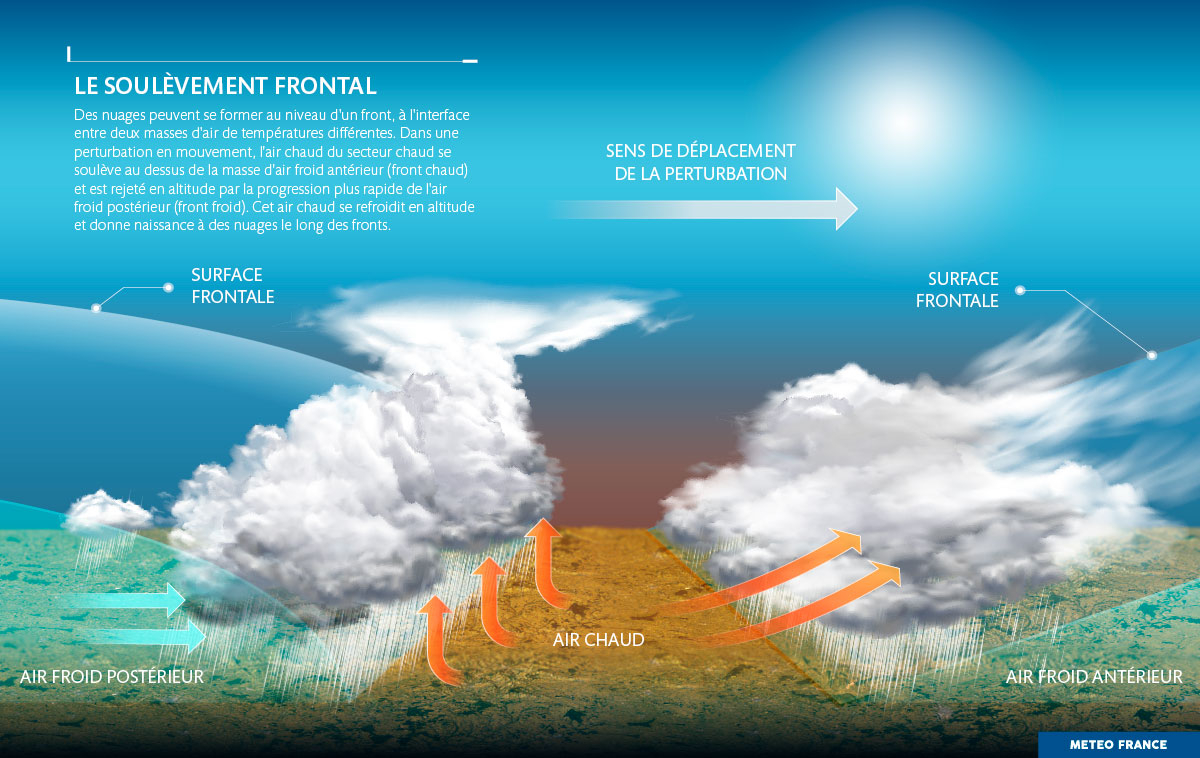 LE SOULÈVEMENT FRONTAL
Des nuages peuvent se former au niveau d'un front, à l'interface
entre deux masses d'air de températures différentes. Dans une
perturbation en mouvement, l'air chaud du secteur chaud se
soulève au dessus de la masse d'air froid antérieur (front chaud)
et est rejeté en altitude par la progression plus rapide de l'air
froid postérieur (front froid). Cet air chaud se refroidit en altitude
et donne naissance à des nuages le long des fronts.
SENS DE DÉPLACEMENT
DE LA PERTURBATION
SURFACE
FRONTALE
SURFACE
FRONTALE
AIR CHAUD
AIR FROID POSTÉRIEUR
AIR FROID ANTÉRIEUR
METEO FRANCE